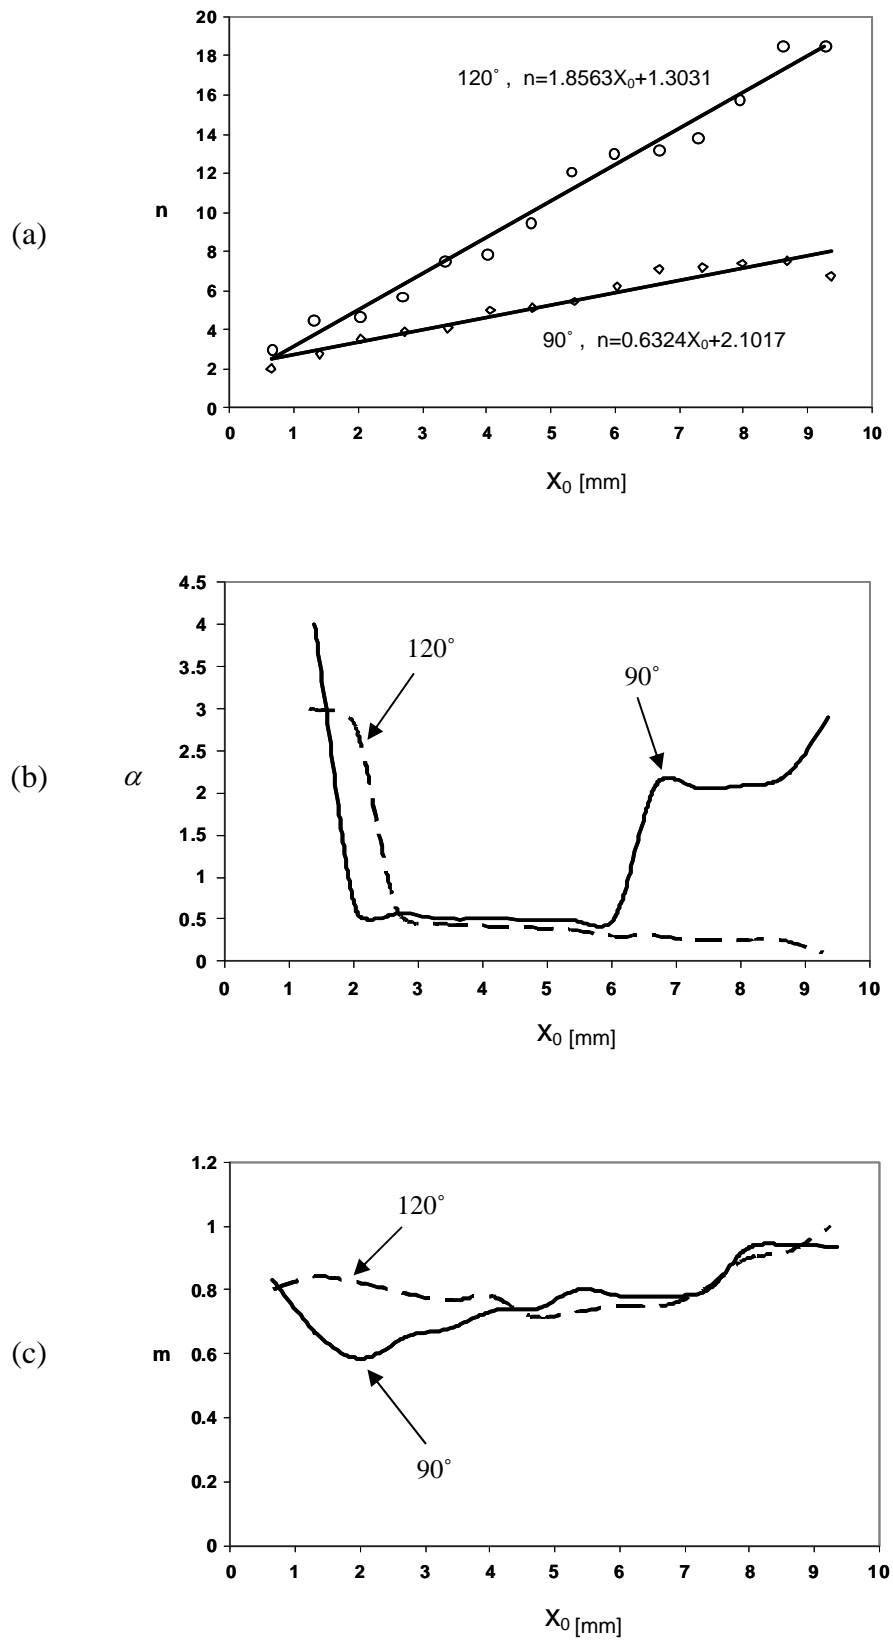 (a)
n
20
18
16
14
12
10
8
6
4
2
0
120° , n=1.8563X0+1.3031
90° , n=0.6324X0+2.1017
0 1 2 3 4 5 6 7 8 9 10
X0 [mm]
(b)
α
4.5
4
3.5
3
2.5
2
1.5
1
0.5
0
120°
90°
0 1 2 3 4 5 6 7 8 9 10
X0 [mm]
(c)
m
1.2
1
0.8
0.6
0.4
0.2
0
120°
90°
0 1 2 3 4 5 6 7 8 9 10
X0 [mm]